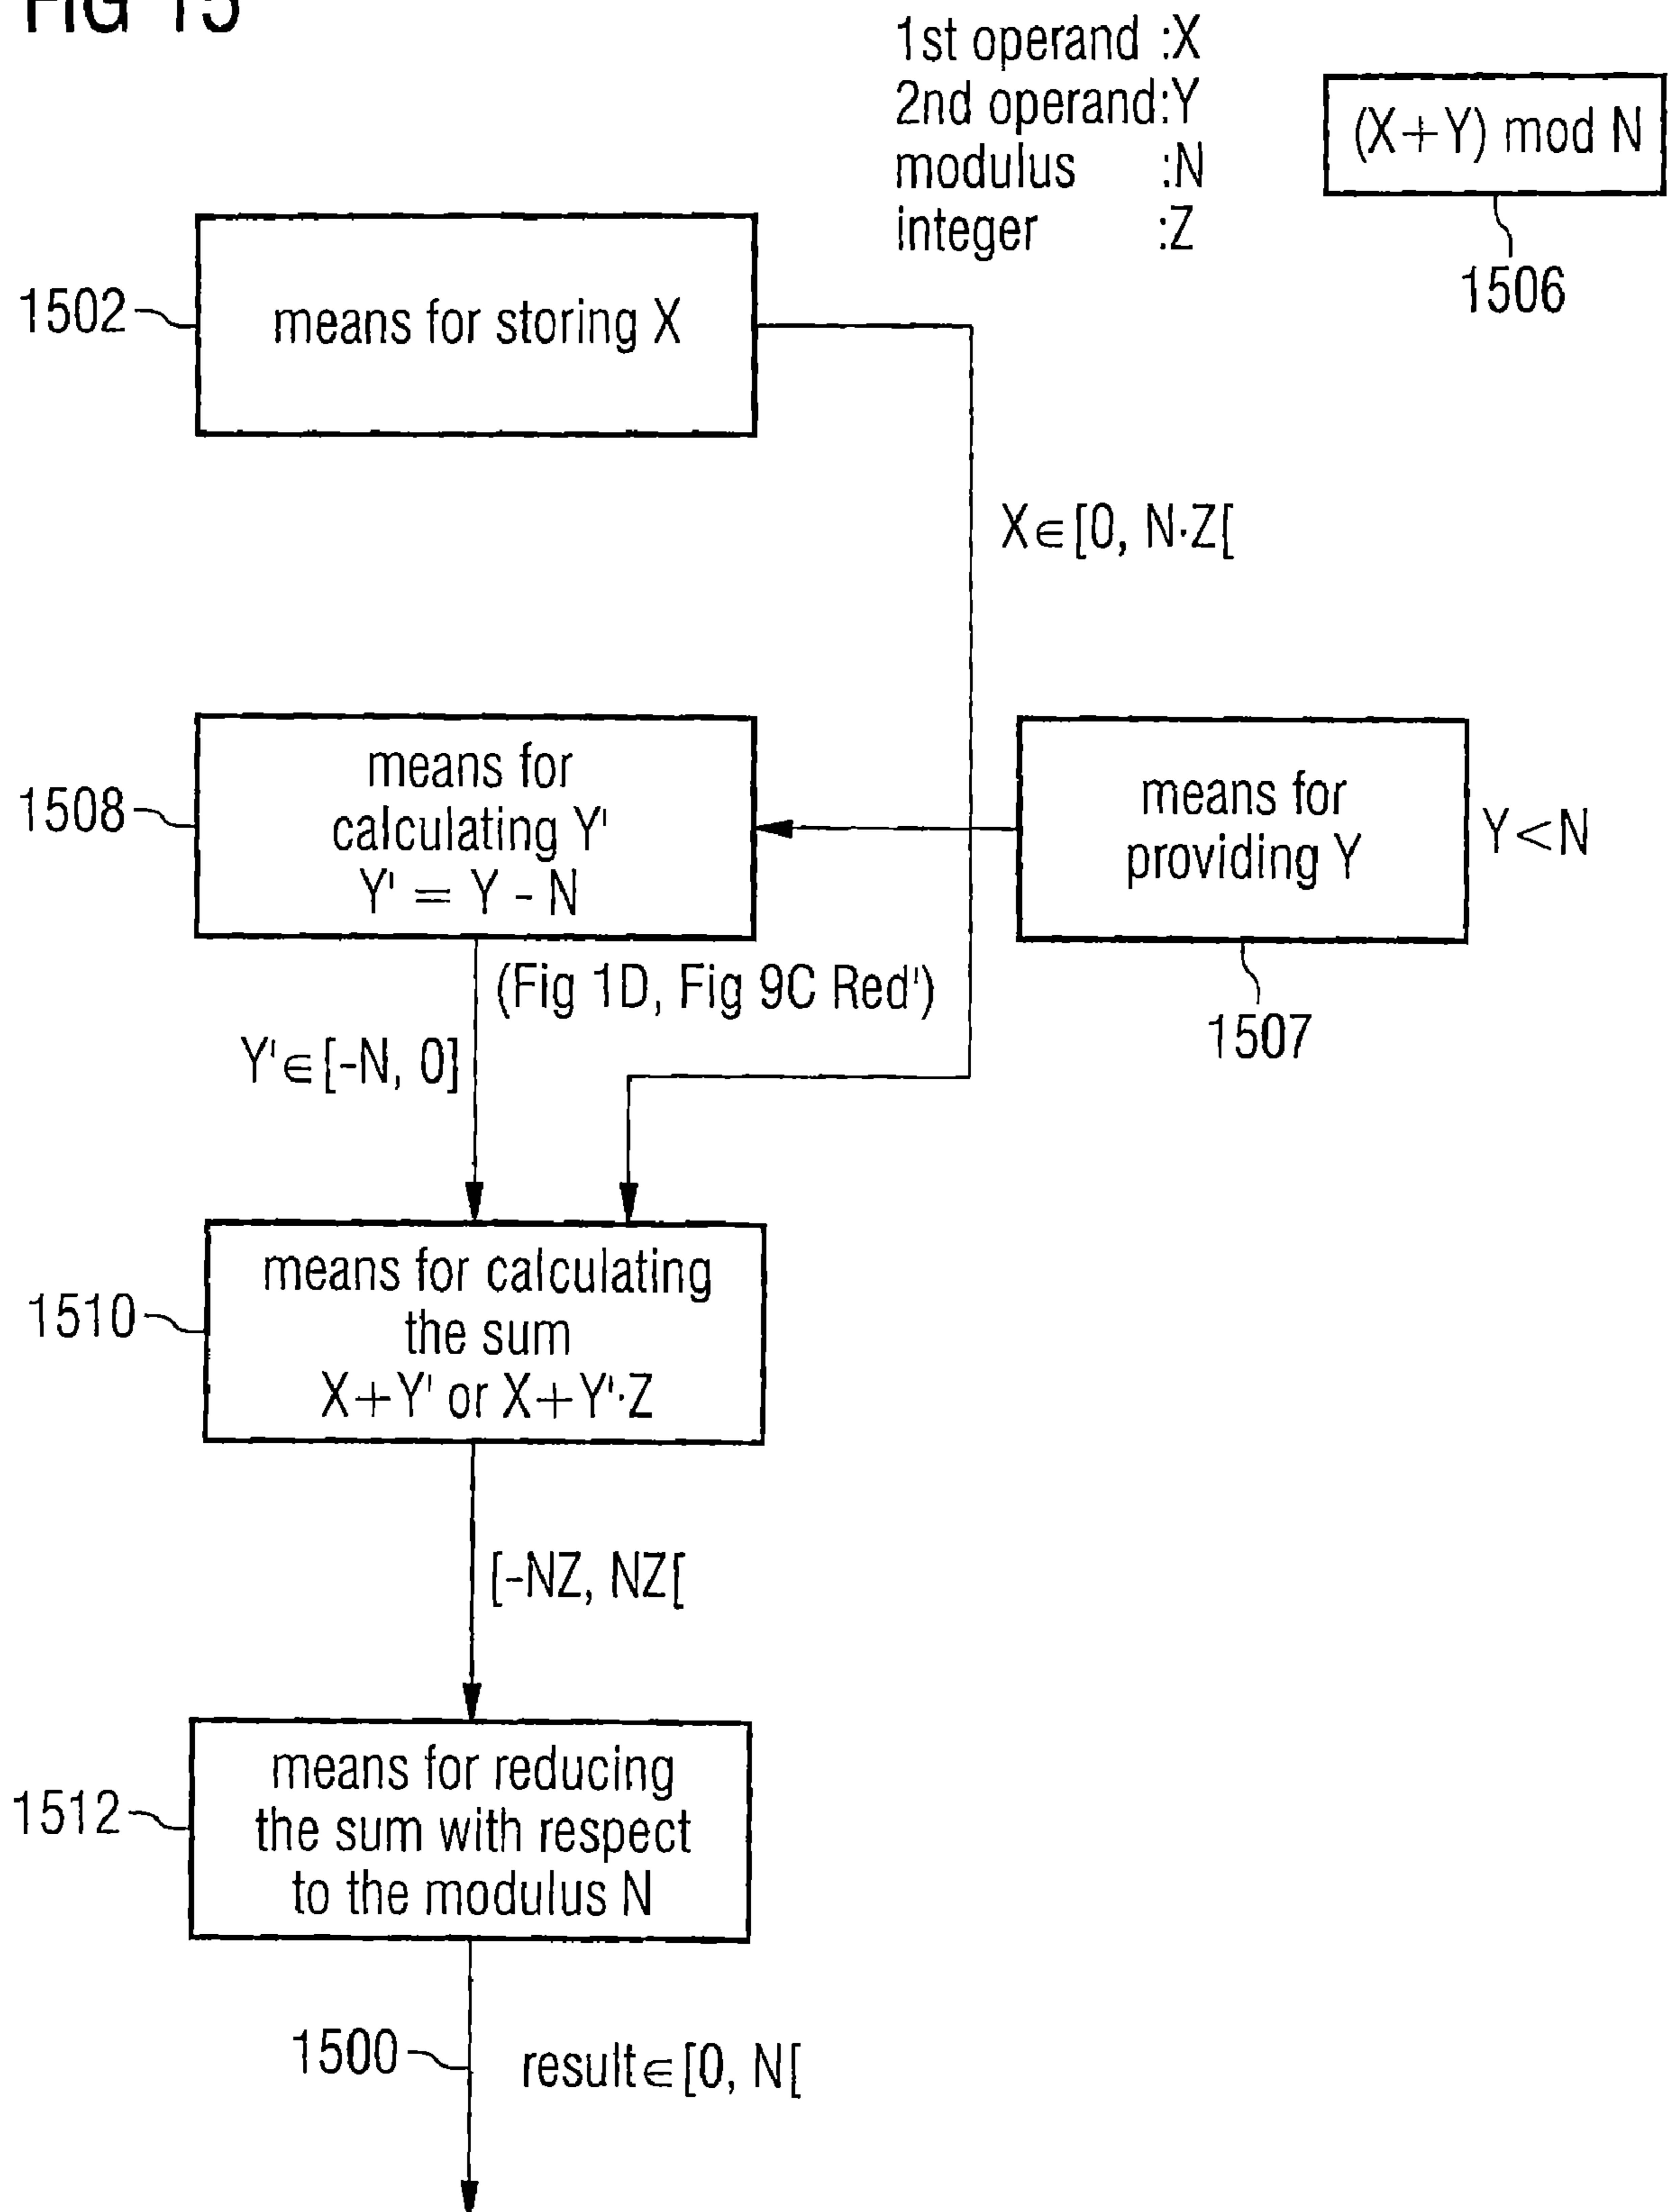 FIG 15
1st operand :X
2nd operand:Y
modulus :N
integer :Z
(X+Y) mod N
1506
1502
means for storing X
X∈[0, N·Z[
1508
means for
calculating Y'
Y' = Y - N
means for
providing Y
Y<N
1507
(Fig 1D, Fig 9C Red')
Y'∈[-N, 0]
1510
means for calculating
the sum
X+Y' or X+Y'·Z
[-NZ, NZ[
1512
means for reducing
the sum with respect
to the modulus N
1500
result∈[0, N[